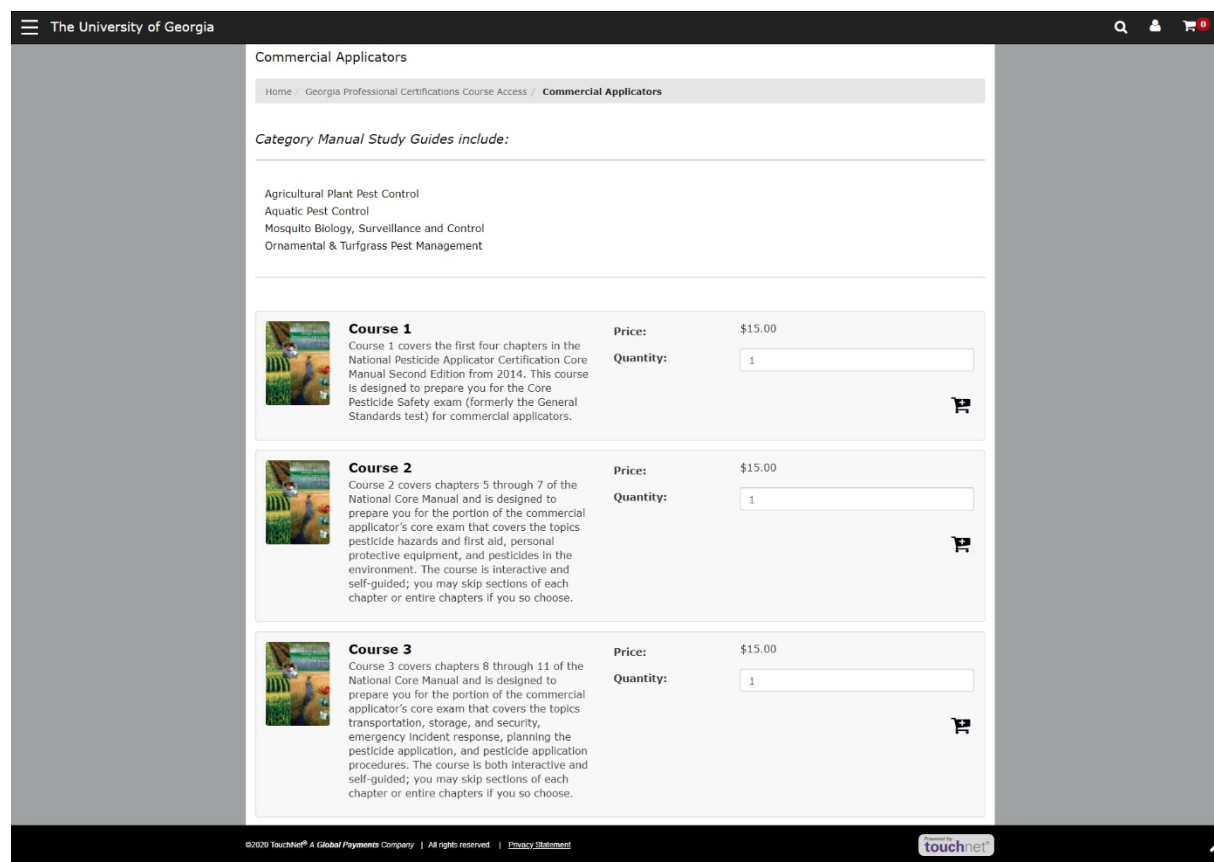 The University of Georgia
0
Commercial Applicators
Home / Georgia Professional Certifications Course Access / Commercial Applicators
Category Manual Study Guides include:
Agricultural Plant Pest Control
Aquatic Pest Control
Mosquito Biology, Surveillance and Control
Ornamental & Turfgrass Pest Management
Course 1
Course 1 covers the first four chapters in the
National Pesticide Applicator Certification Core
Manual Second Edition from 2014. This course
is designed to prepare you for the Core
Pesticide Safety exam (formerly the General
Standards test) for commercial applicators.
Price:
$15.00
Quantity:
1
Course 2
Course 2 covers chapters 5 through 7 of the
National Core Manual and is designed to
prepare you for the portion of the commercial
applicator’s core exam that covers the topics
pesticide hazards and first aid, personal
protective equipment, and pesticides in the
environment. The course is interactive and
self-guided; you may skip sections of each
chapter or entire chapters if you so choose.
Price:
$15.00
Quantity:
1
Course 3
Course 3 covers chapters 8 through 11 of the
National Core Manual and is designed to
prepare you for the portion of the commercial
applicator’s core exam that covers the topics
transportation, storage, and security,
emergency incident response, planning the
pesticide application, and pesticide application
procedures. The course is both interactive and
self-guided; you may skip sections of each
chapter or entire chapters if you so choose.
Price:
$15.00
Quantity:
1
©2020 TouchNet® A Global Payments Company | All rights reserved. | Privacy Statement
Powered by
touchnet®